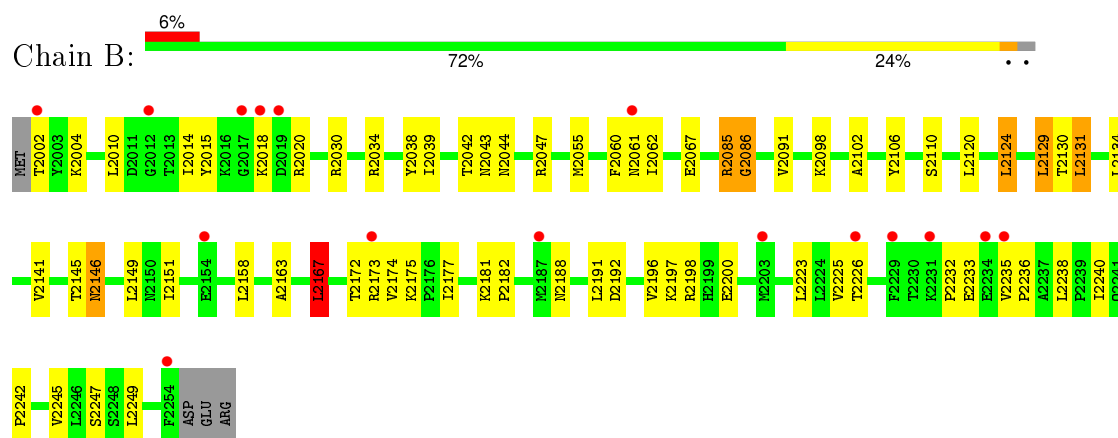 6%
Chain B:
72% 24% • •
MET T2002 Y2003 K2004 L2010 D2011 G2012 T2013 I2014 Y2015 K2016 G2017 K2018 D2019 R2020 R2030 R2034 Y2038 I2039 T2042 N2043 N2044 R2047 M2055 F2060 N2061 I2062 E2067 R2085 G2086 V2091 K2098 A2102 Y2106 S2110 L2120 L2124 L2129 T2130 L2131 L2134
V2141 T2145 N2146 L2149 N2150 I2151 E2154 L2158 A2163 L2167 T2172 R2173 V2174 K2175 P2176 I2177 K2181 P2182 M2187 N2188 L2191 D2192 V2196 K2197 R2198 H2199 E2200 M2203 L2223 L2224 V2225 T2226 F2229 T2230 K2231 P2232 E2233 E2234 V2235 P2236 A2237 L2238 P2239 I2240 Q2241
P2242 V2245 L2246 S2247 S2248 L2249 F2254 ASP GLU ARG